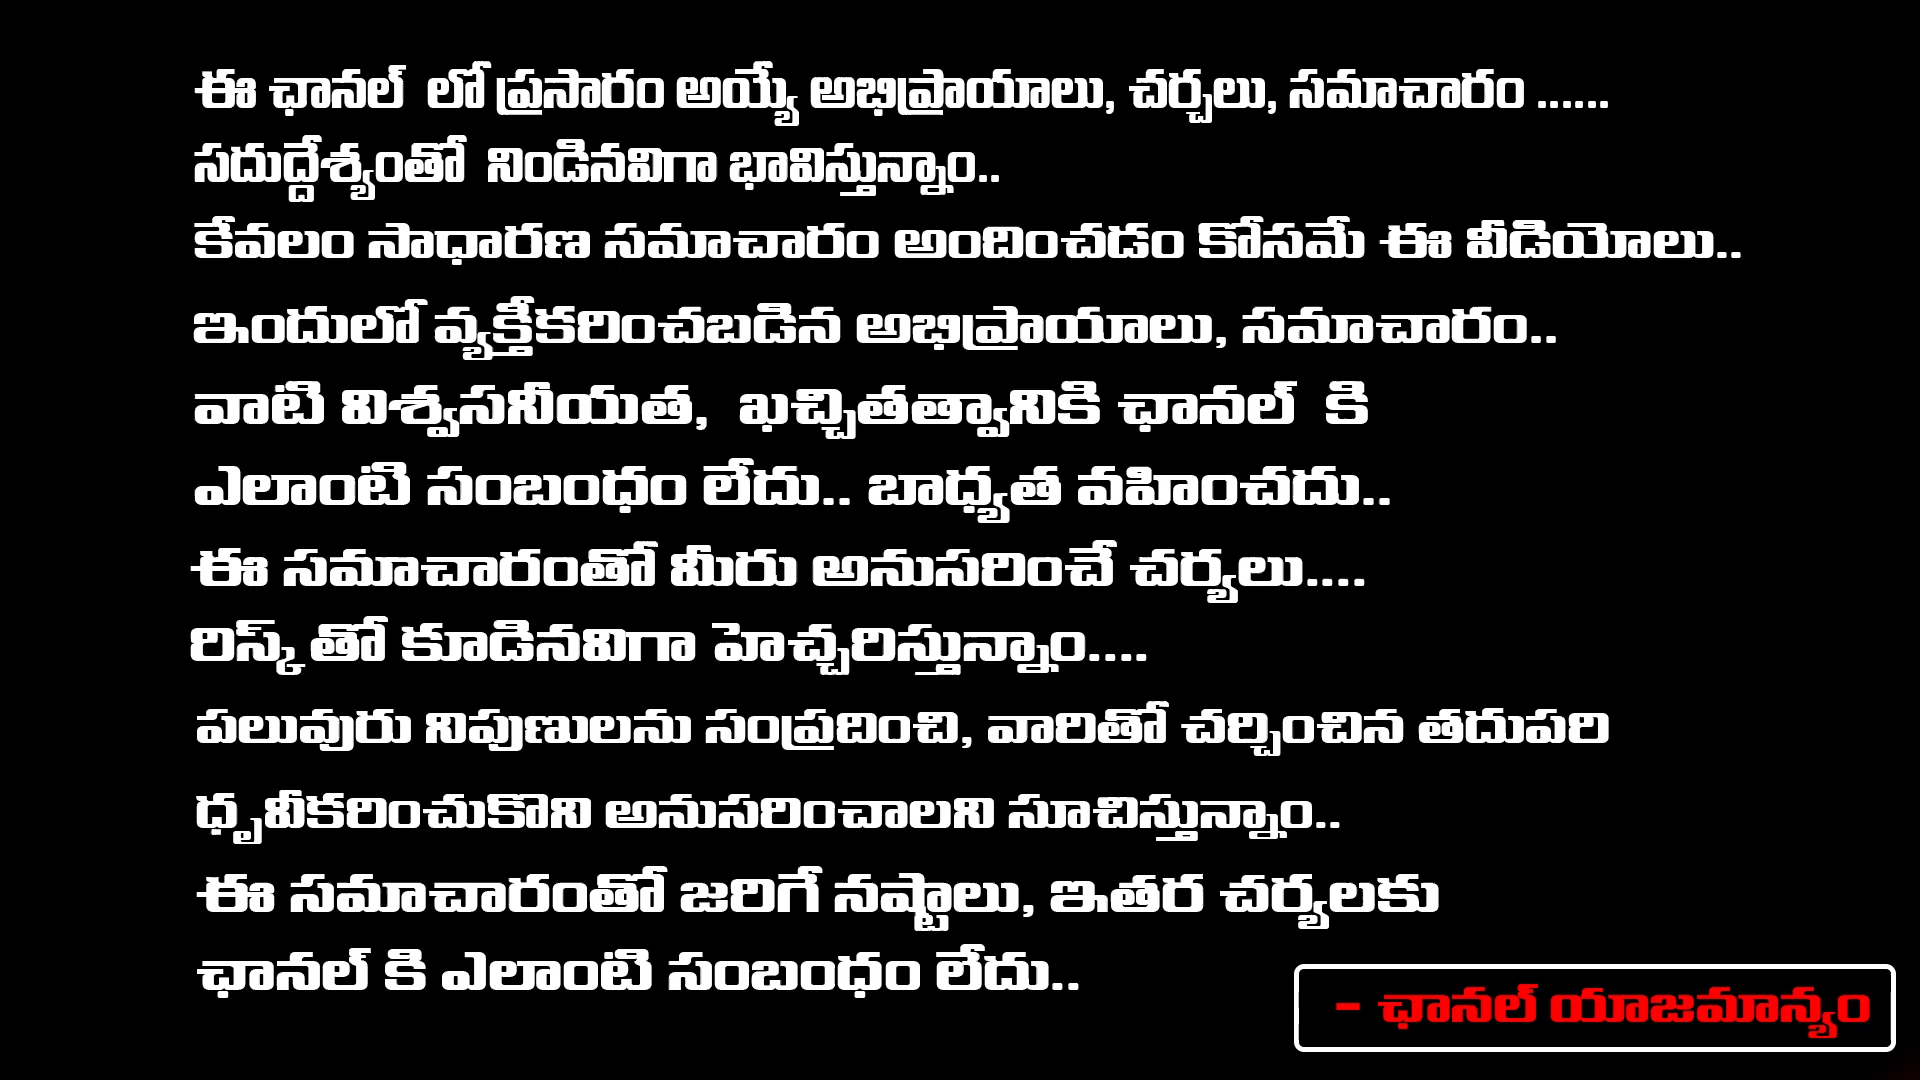 ఈ ఛానల్ లో ప్రసారం అయ్యే అభిప్రాయాలు, చర్చలు, సమాచారం ......
సదుద్దేశ్యంతో నిండినవిగా భావిస్తున్నాం..
కేవలం సాధారణ సమాచారం అందించడం కోసమే ఈ వీడియోలు..
ఇందులో వ్యక్తీకరించబడిన అభిప్రాయాలు, సమాచారం..
వాటి విశ్వసనీయత, ఖచ్చితత్వానికి ఛానల్ కి
ఎలాంటి సంబంధం లేదు.. బాధ్యత వహించదు..
ఈ సమాచారంతో మీరు అనుసరించే చర్యలు....
రిస్క్ తో కూడినవిగా హెచ్చరిస్తున్నాం....
పలువురు నిపుణులను సంప్రదించి, వారితో చర్చించిన తదుపరి
ధృవీకరించుకొని అనుసరించాలని సూచిస్తున్నాం..
ఈ సమాచారంతో జరిగే నష్టాలు, ఇతర చర్యలకు
ఛానల్ కి ఎలాంటి సంబంధం లేదు..
- ఛానల్ యాజమాన్యం